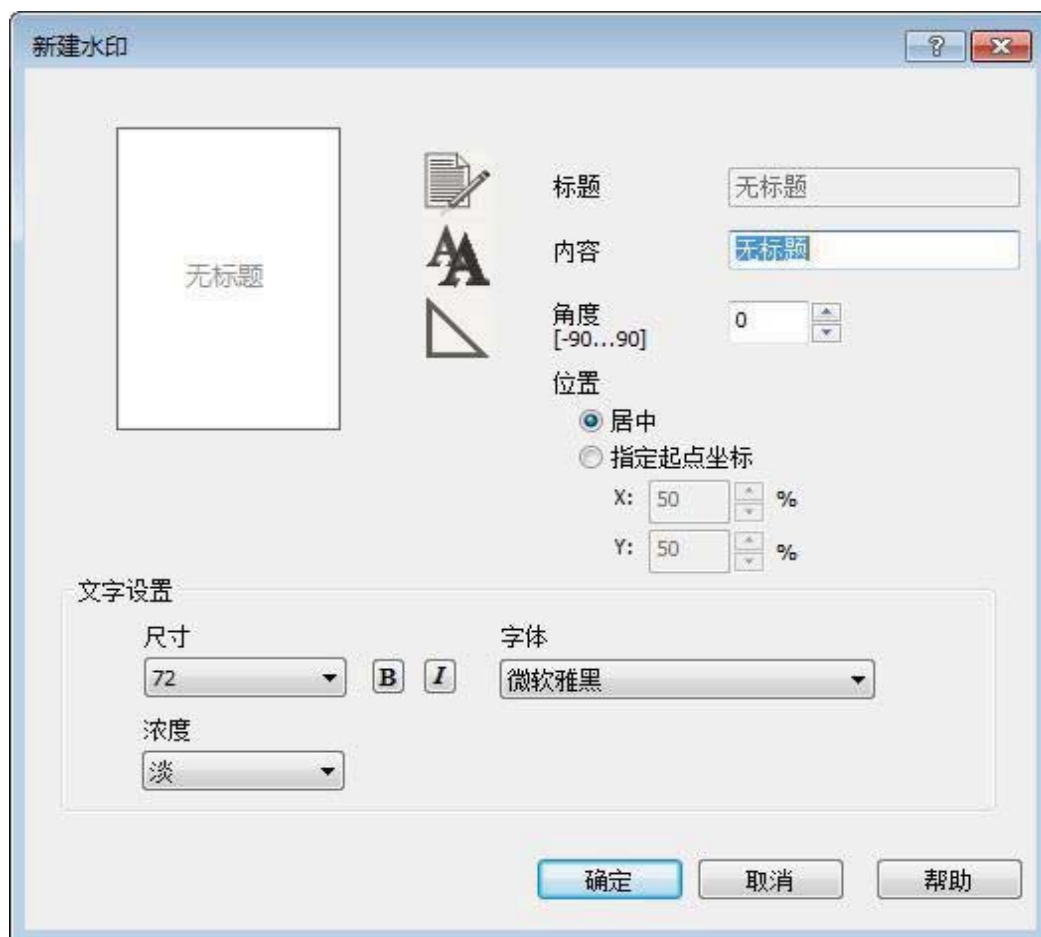 新建水印
无标题
标题 无标题
内容 无标题
角度 0
[-90...90]
位置
居中
指定起点坐标
X: 50 %
Y: 50 %
文字设置
尺寸 字体
72 B I 微软雅黑
浓度
淡
确定 取消 帮助